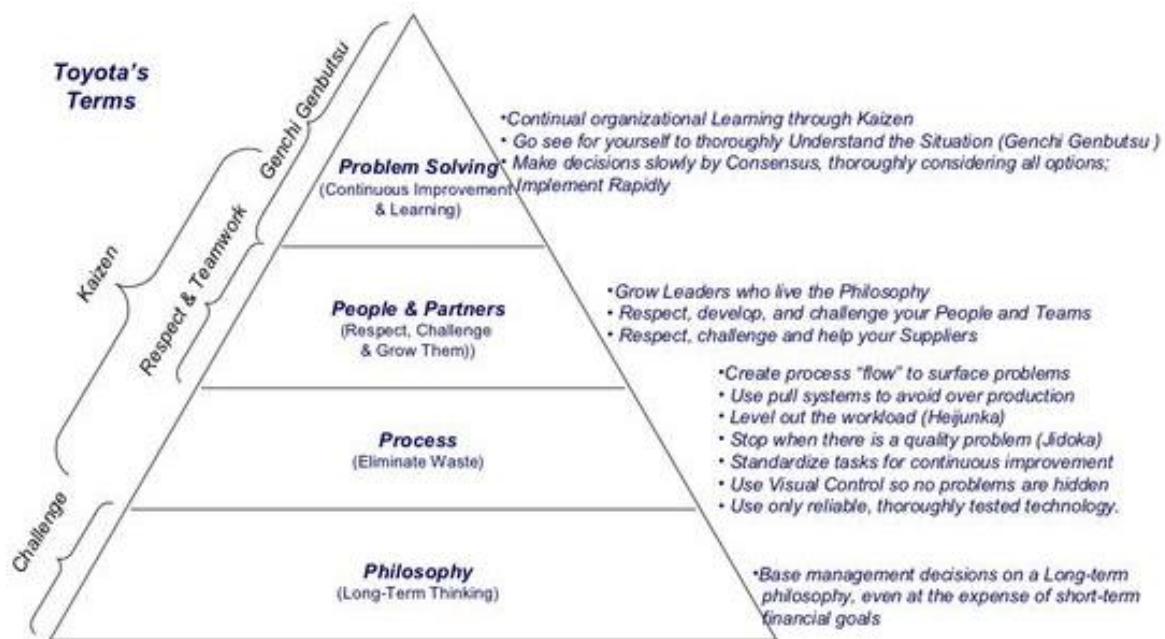 Toyota's
Terms
Genchi Genbutsu
Kaizen
Respect & Teamwork
Challenge
Problem Solving
(Continuous Improvement
& Learning)
•Continual organizational Learning through Kaizen
• Go see for yourself to thoroughly Understand the Situation (Genchi Genbutsu )
• Make decisions slowly by Consensus, thoroughly considering all options;
Implement Rapidly
People & Partners
(Respect, Challenge
& Grow Them))
•Grow Leaders who live the Philosophy
• Respect, develop, and challenge your People and Teams
• Respect, challenge and help your Suppliers
Process
(Eliminate Waste)
•Create process "flow" to surface problems
• Use pull systems to avoid over production
• Level out the workload (Heijunka)
• Stop when there is a quality problem (Jidoka)
• Standardize tasks for continuous improvement
• Use Visual Control so no problems are hidden
• Use only reliable, thoroughly tested technology.
Philosophy
(Long-Term Thinking)
•Base management decisions on a Long-term
philosophy, even at the expense of short-term
financial goals